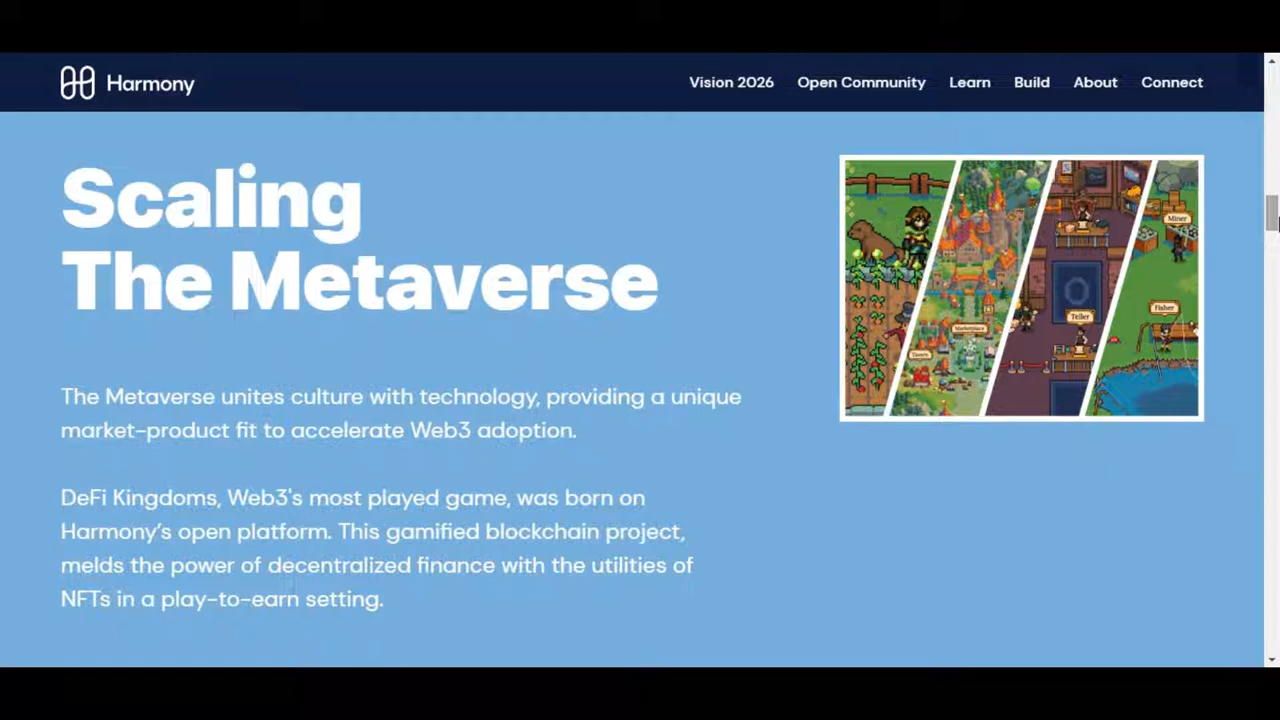 Harmony
Vision 2026 Open Community Learn Build About Connect
Scaling
The Metaverse
The Metaverse unites culture with technology, providing a unique
market-product fit to accelerate Web3 adoption.
DeFi Kingdoms, Web3's most played game, was born on
Harmony’s open platform. This gamified blockchain project,
melds the power of decentralized finance with the utilities of
NFTs in a play-to-earn setting.
Miner
Fisher
Teller
Marketplace
Tavern